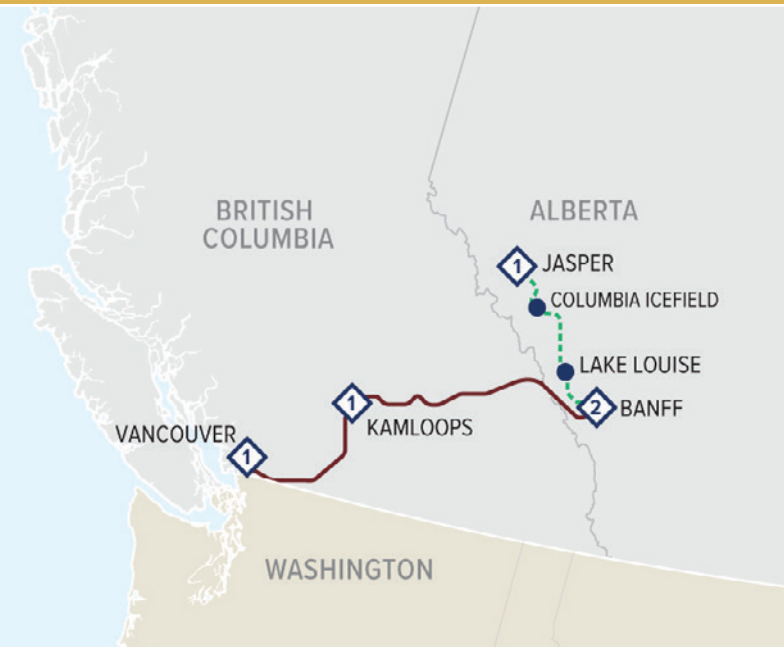 BRITISH
COLUMBIA
ALBERTA
1 JASPER
COLUMBIA ICEFIELD
LAKE LOUISE
1
KAMLOOPS
2 BANFF
VANCOUVER
1
WASHINGTON